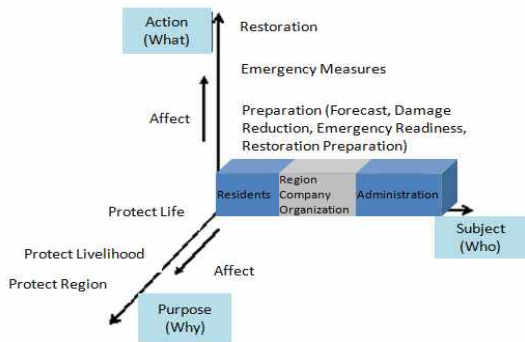 Action
(What)
Restoration
Emergency Measures
Affect
Preparation (Forecast, Damage
Reduction, Emergency Readiness,
Restoration Preparation)
Residents
Region
Company
Organization
Administration
Protect Life
Subject
(Who)
Protect Livelihood
Affect
Protect Region
Purpose
(Why)